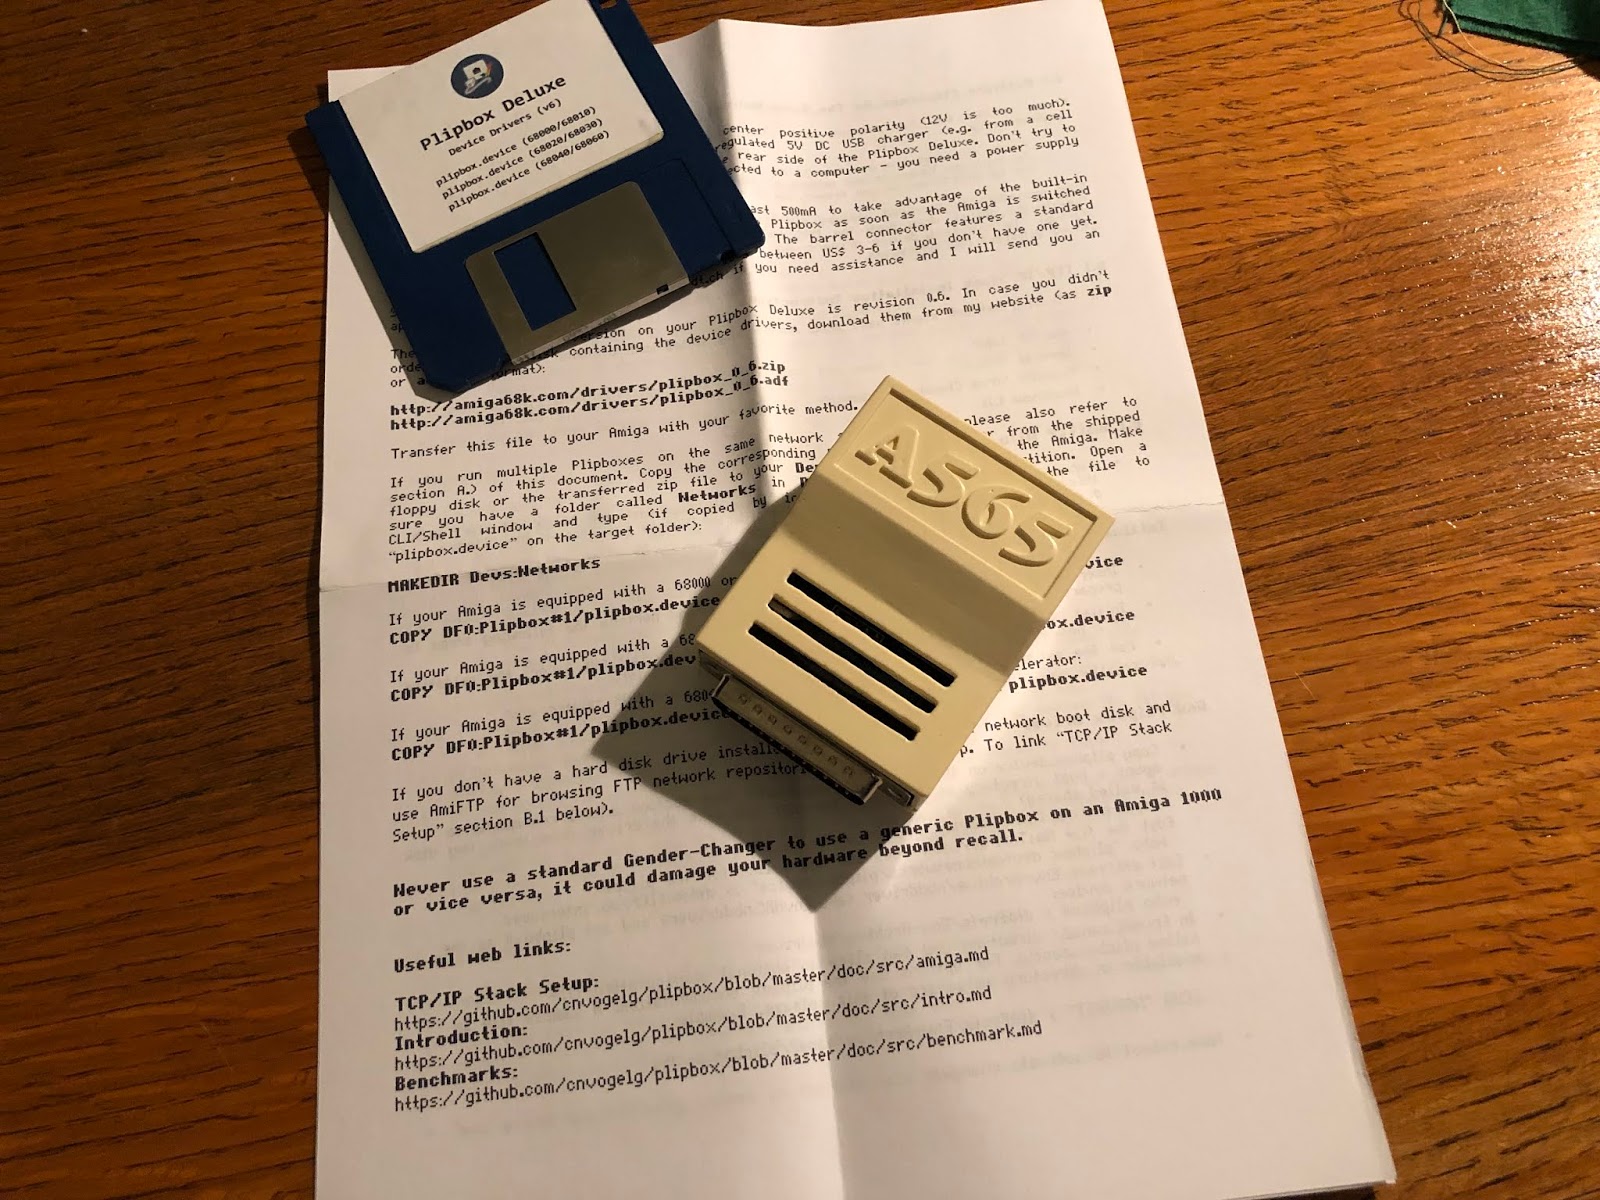 Plipbox Deluxe
Device Drivers (v6)
plipbox.device (68000/68010)
plipbox.device (68020/68030)
plipbox.device (68040/68060)
center positive polarity (12V is too much).
regulated 5V DC USB charger (e.g. from a cell
rear side of the Plipbox Deluxe. Don't try to
cted to a computer - you need a power supply
ast 500mA to take advantage of the built-in
Plipbox as soon as the Amiga is switched
The barrel connector features a standard
between US$ 3-6 if you don't have one yet.
if you need assistance and I will send you an
version on your Plipbox Deluxe is revision 0.6. In case you didn't
containing the device drivers, download them from my website (as zip
or
http://amiga68k.com/drivers/plipbox_0_6.zip
http://amiga68k.com/drivers/plipbox_0_6.adf
Transfer this file to your Amiga with your favorite method.
If you run multiple Plipboxes on the same network please also refer to
section A.) of this document. Copy the corresponding from the shipped
floppy disk or the transferred zip file to your the Amiga. Make
sure you have a folder called Networks in Open a
CLI/Shell window and type (if copied by the file to
"plipbox.device" on the target folder):
MAKEDIR Devs:Networks
If your Amiga is equipped with a 68000 or
COPY DF0:Plipbox#1/plipbox.device
If your Amiga is equipped with a
COPY DF0:Plipbox#1/plipbox.dev
If your Amiga is equipped with a
COPY DF0:Plipbox#1/plipbox.device plipbox.device
If you don't have a hard disk drive network boot disk and
use AmiFTP for browsing FTP network To link "TCP/IP Stack
Setup" section B.1 below).
Never use a standard Gender-Changer to use a generic Plipbox on an Amiga 1000
or vice versa, it could damage your hardware beyond recall.
Useful web links:
TCP/IP Stack Setup:
https://github.com/cnvogelg/plipbox/blob/master/doc/src/amiga.md
Introduction:
https://github.com/cnvogelg/plipbox/blob/master/doc/src/intro.md
Benchmarks:
https://github.com/cnvogelg/plipbox/blob/master/doc/src/benchmark.md
A565